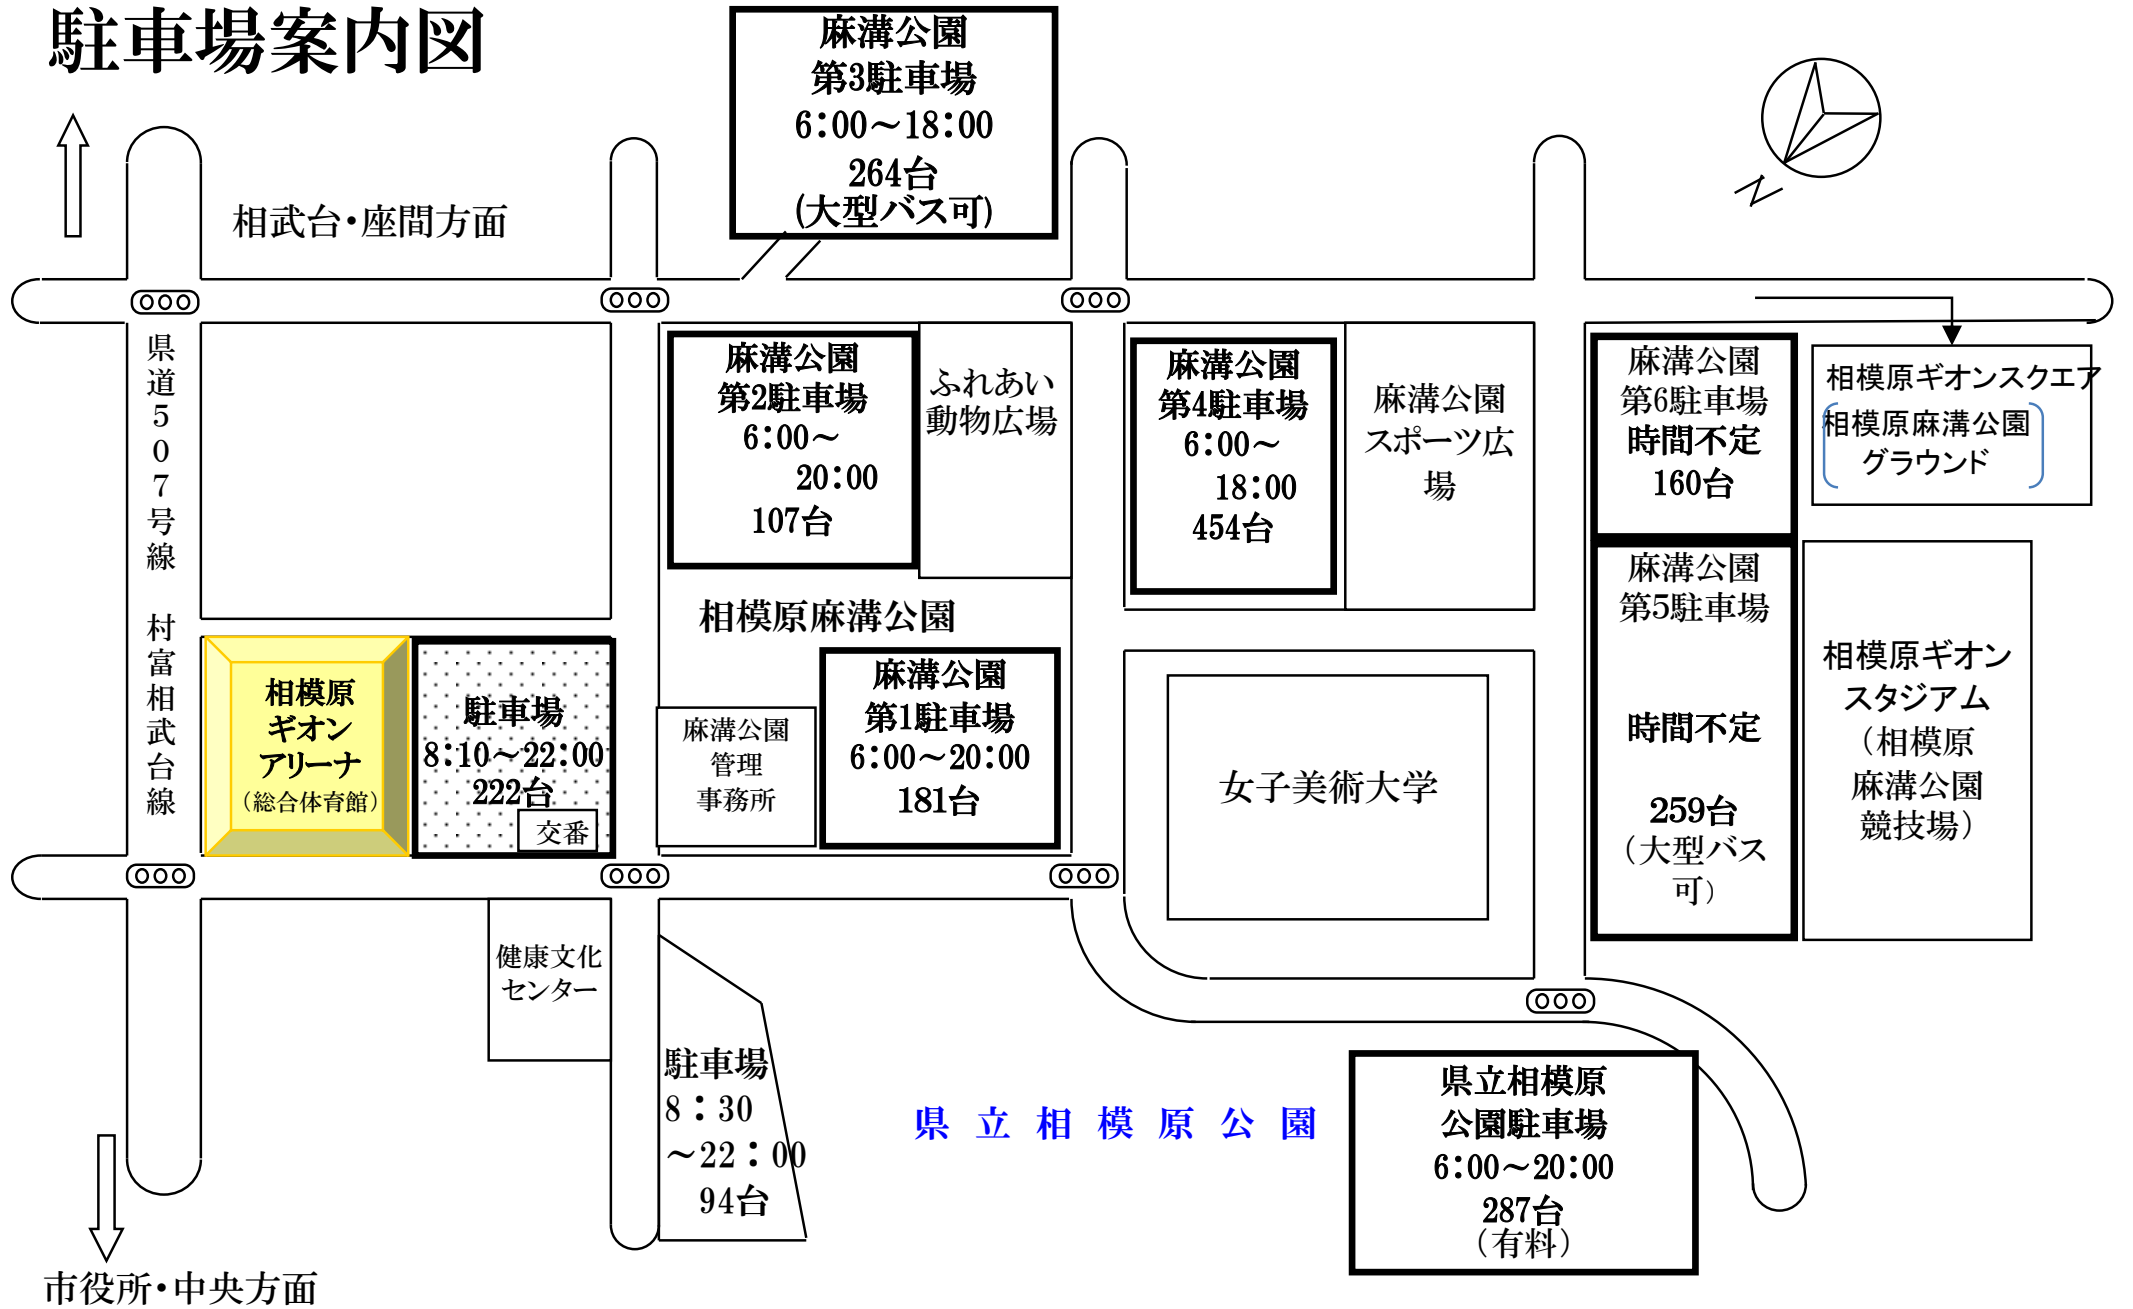 駐車場案内図
麻溝公園
第3駐車場
6:00～18:00
264台
(大型バス可)
相武台・座間方面
N
県道507号線 村富相武台線
麻溝公園
第2駐車場
6:00～
20:00
107台
ふれあい
動物広場
麻溝公園
第4駐車場
6:00～
18:00
454台
麻溝公園
スポーツ広
場
麻溝公園
第6駐車場
時間不定
160台
相模原ギオンスクエア
相模原麻溝公園
グラウンド
麻溝公園
第5駐車場
時間不定
259台
（大型バス
可）
相模原ギオン
スタジアム
（相模原
麻溝公園
競技場）
相模原麻溝公園
相模原
ギオン
アリーナ
（総合体育館）
駐車場
8:10～22:00
222台
交番
麻溝公園
管理
事務所
麻溝公園
第1駐車場
6:00～20:00
181台
女子美術大学
健康文化
センター
駐車場
8：30
～22：00
94台
県立相模原公園
県立相模原
公園駐車場
6:00～20:00
287台
（有料）
市役所・中央方面